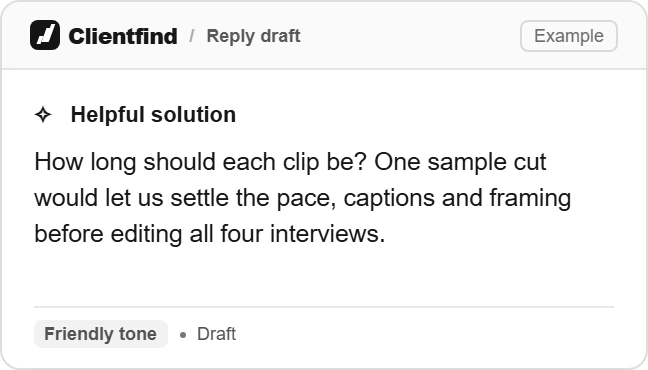 Clientfind / Reply draft Example
Helpful solution
How long should each clip be? One sample cut
would let us settle the pace, captions and framing
before editing all four interviews.
Friendly tone • Draft